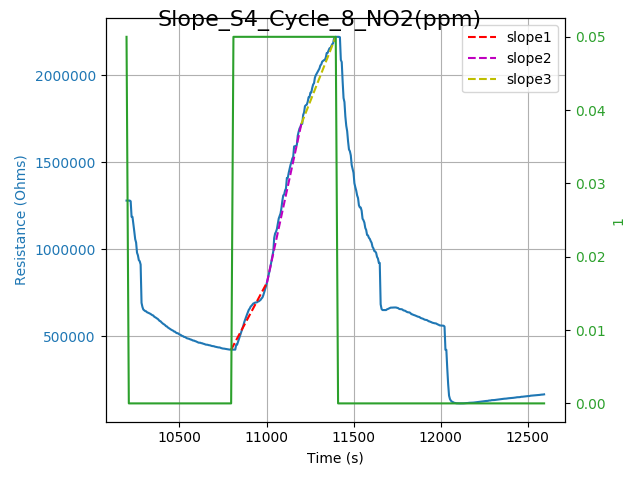 Slope_S4_Cycle_8_NO2(ppm)
slope1
slope2
slope3
2000000
1500000
1000000
500000
Resistance (Ohms)
0.05
0.04
0.03
0.02
0.01
0.00
1
10500 11000 11500 12000 12500
Time (s)